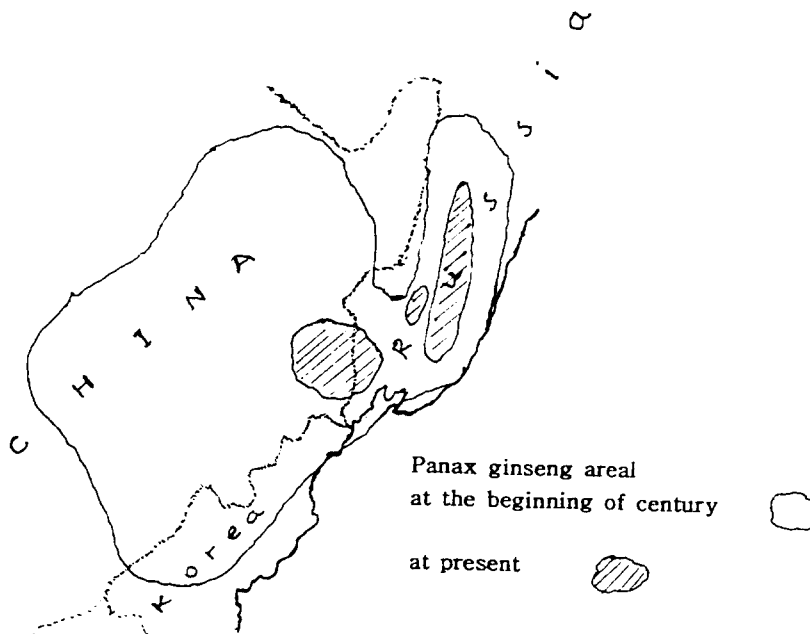 CHINA
Russia
Korea
Panax ginseng areal
at the beginning of century
at present